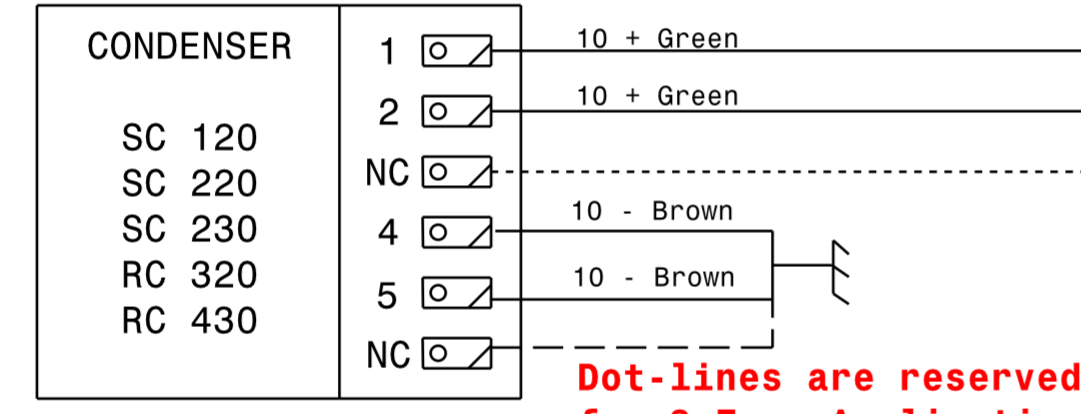 CONDENSER
SC 120
SC 220
SC 230
RC 320
RC 430
1
2
NC
4
5
NC
10 + Green
10 + Green
10 - Brown
10 - Brown
Dot-lines are reserved